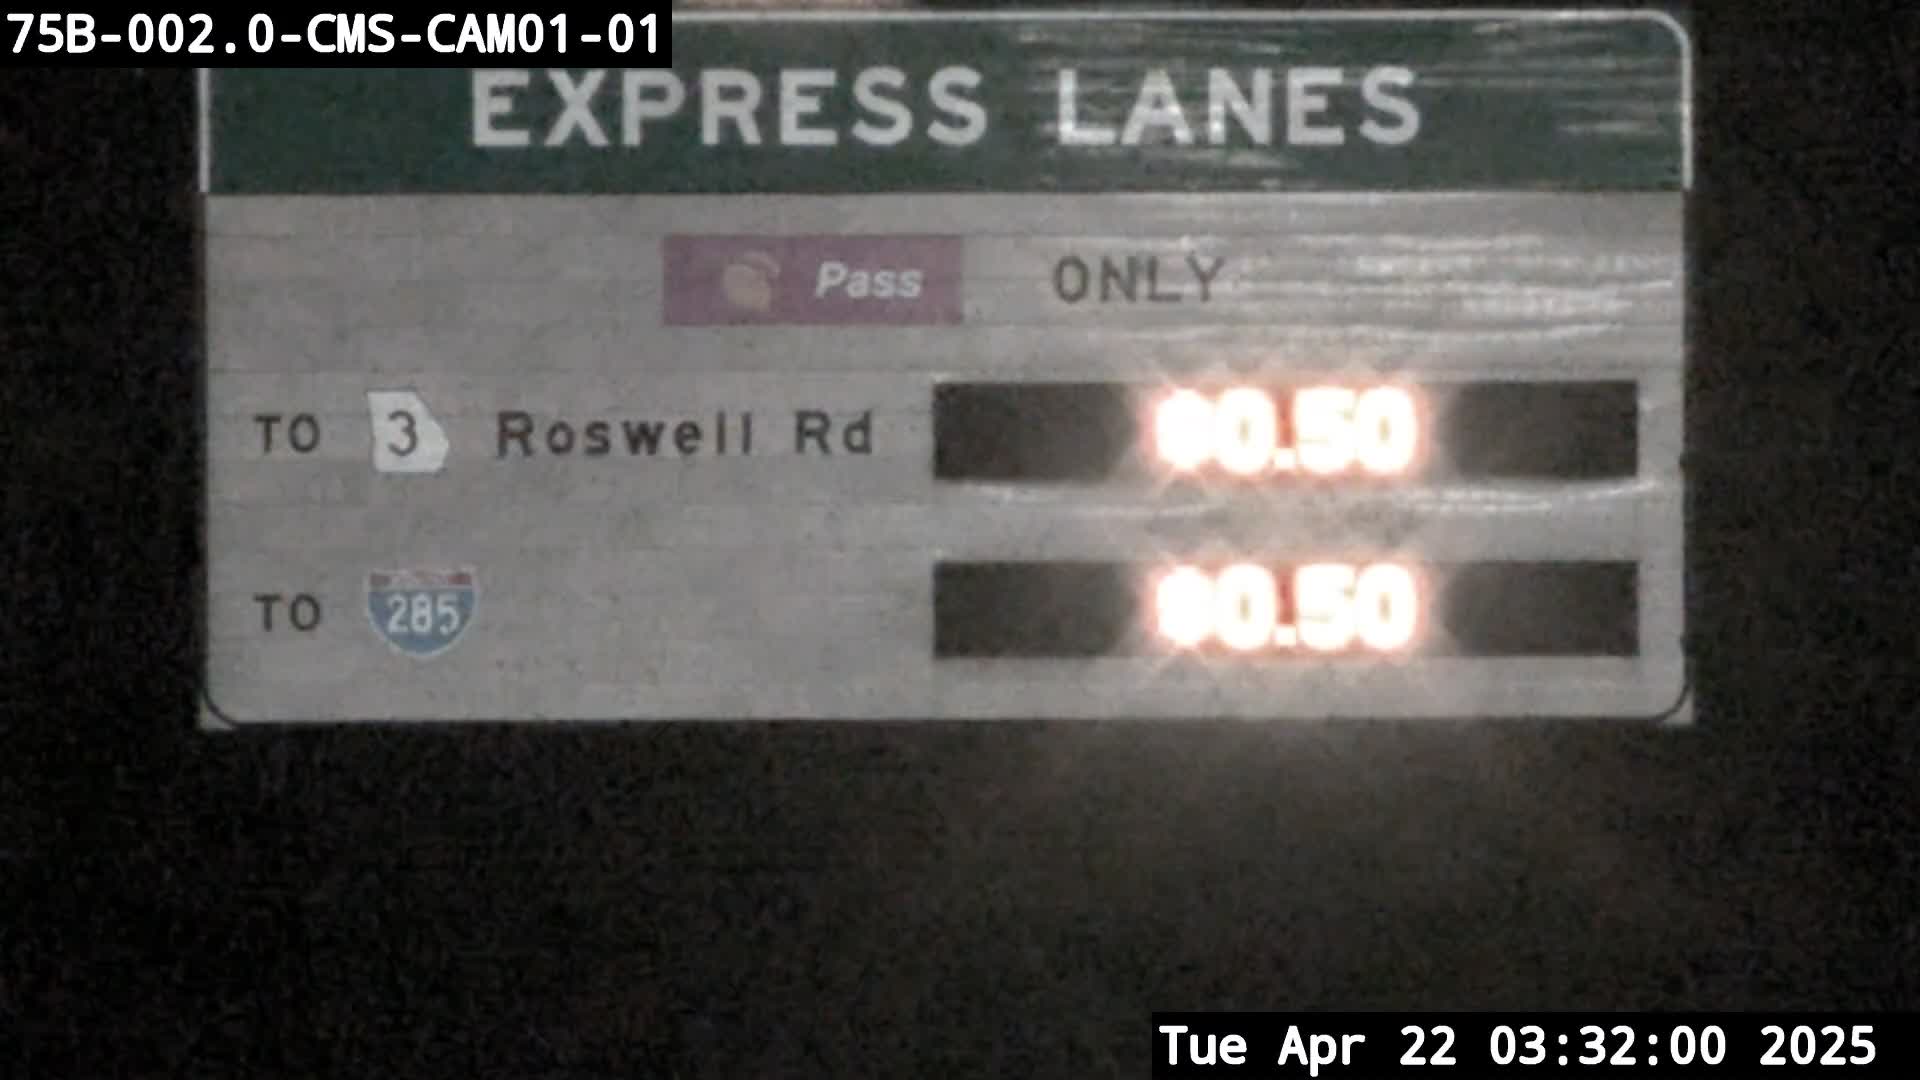 75B-002.0-CMS-CAM01-01
EXPRESS LANES
Pass ONLY
TO 3 Roswell Rd $0.50
TO 285 $0.50
Tue Apr 22 03:32:00 2025